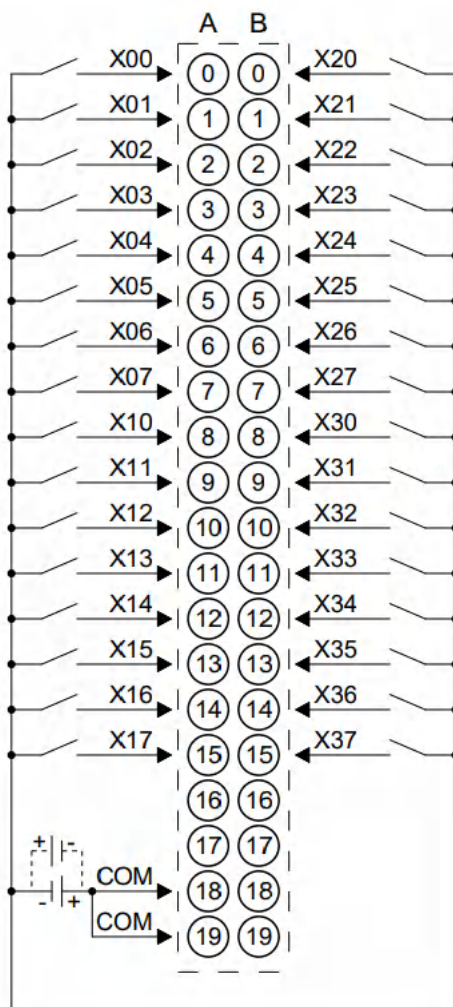 A B
X00 0 0 X20
X01 1 1 X21
X02 2 2 X22
X03 3 3 X23
X04 4 4 X24
X05 5 5 X25
X06 6 6 X26
X07 7 7 X27
X10 8 8 X30
X11 9 9 X31
X12 10 10 X32
X13 11 11 X33
X14 12 12 X34
X15 13 13 X35
X16 14 14 X36
X17 15 15 X37
16 16
17 17
+ -
COM 18 18
- +
COM 19 19